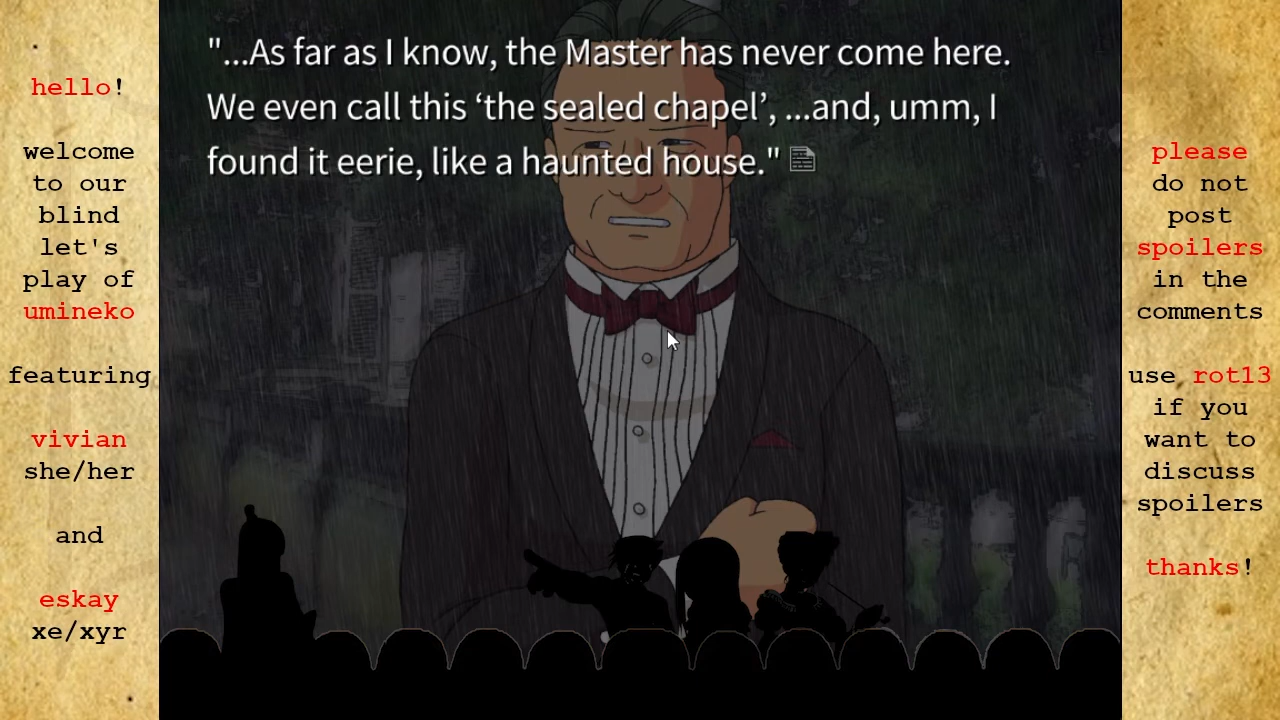 hello!
welcome
to our
blind
let's
play of
umineko
featuring
vivian
she/her
and
eskay
xe/xyr
"...As far as I know, the Master has never come here.
We even call this ‘the sealed chapel’, ...and, umm, I
found it eerie, like a haunted house."
please
do not
post
spoilers
in the
comments
use rot13
if you
want to
discuss
spoilers
thanks!